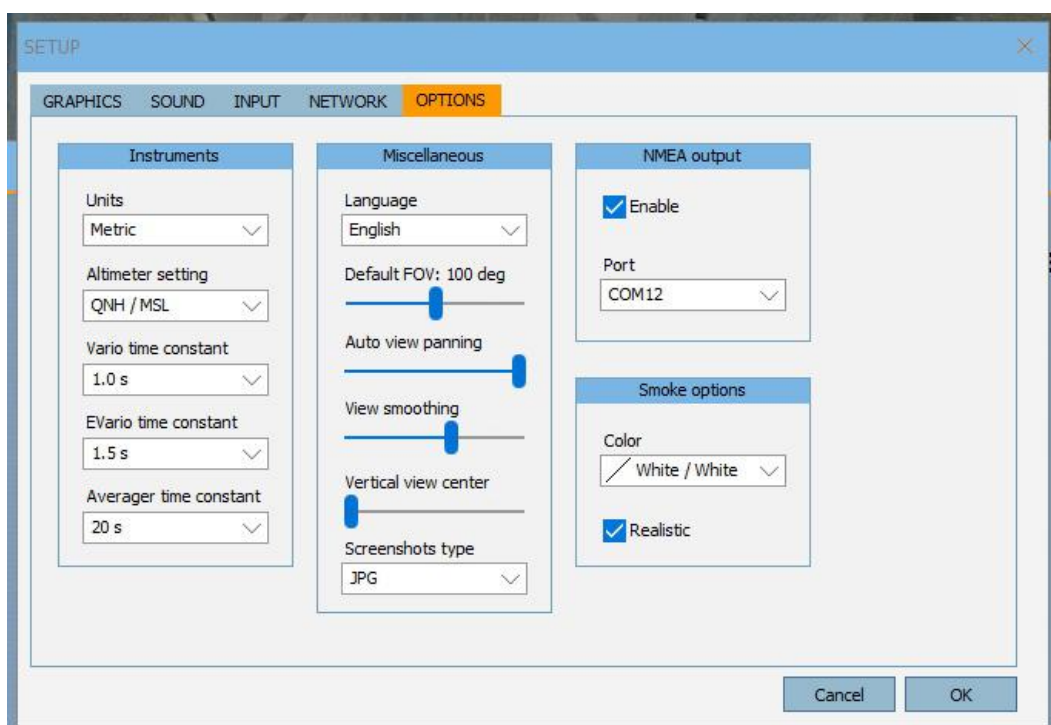 SETUP
GRAPHICS SOUND INPUT NETWORK OPTIONS
Instruments
Units
Metric
Altimeter setting
QNH / MSL
Vario time constant
1.0 s
EVario time constant
1.5 s
Averager time constant
20 s
Miscellaneous
Language
English
Default FOV: 100 deg
Auto view panning
View smoothing
Vertical view center
Screenshots type
JPG
NMEA output
Enable
Port
COM12
Smoke options
Color
White / White
Realistic
Cancel OK